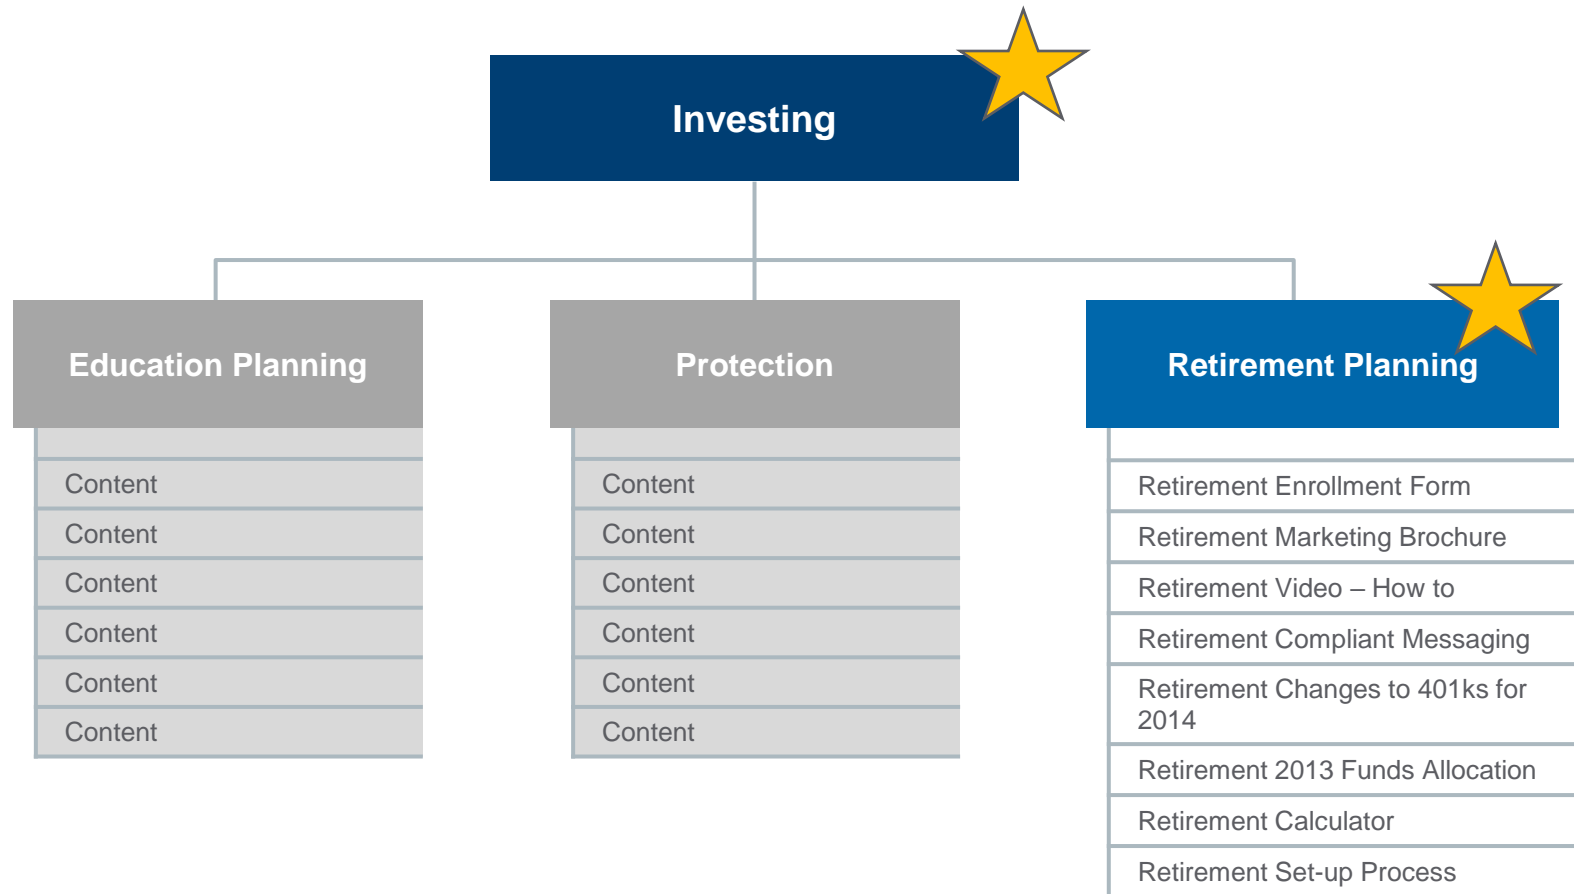 Investing
Education Planning
Content
Content
Content
Content
Content
Content
Protection
Content
Content
Content
Content
Content
Content
Retirement Planning
Retirement Enrollment Form
Retirement Marketing Brochure
Retirement Video – How to
Retirement Compliant Messaging
Retirement Changes to 401ks for
2014
Retirement 2013 Funds Allocation
Retirement Calculator
Retirement Set-up Process